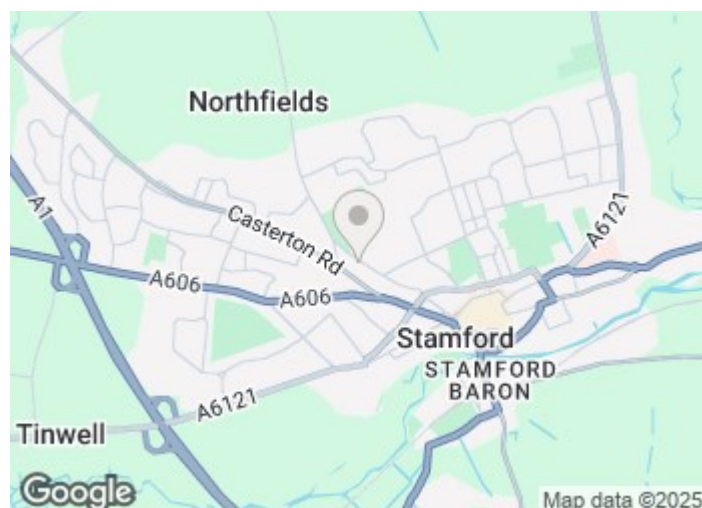 Northfields
A1
Casterton Rd
A6121
A606
A606
Stamford
STAMFORD
BARON
A6121
Tinwell
Google
Map data ©2025